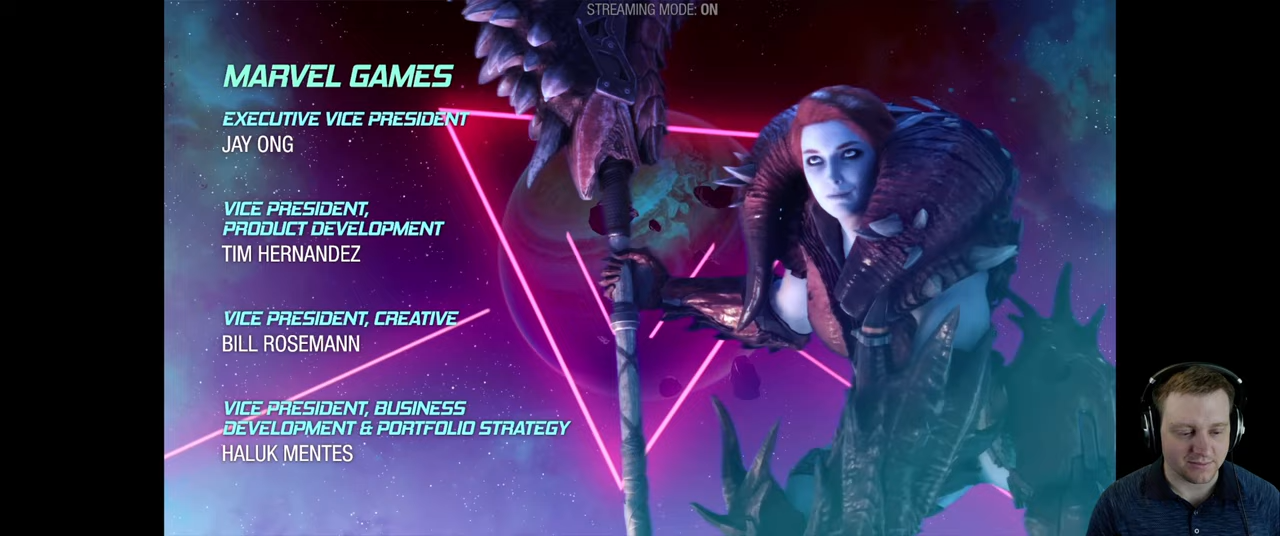 STREAMING MODE: ON
MARVEL GAMES
EXECUTIVE VICE PRESIDENT
JAY ONG
VICE PRESIDENT,
PRODUCT DEVELOPMENT
TIM HERNANDEZ
VICE PRESIDENT, CREATIVE
BILL ROSEMANN
VICE PRESIDENT, BUSINESS
DEVELOPMENT & PORTFOLIO STRATEGY
HALUK MENTES